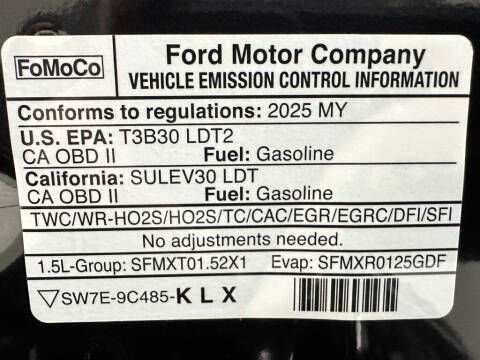 FoMoCo
Ford Motor Company
VEHICLE EMISSION CONTROL INFORMATION
Conforms to regulations: 2025 MY
U.S. EPA: T3B30 LDT2
CA OBD II Fuel: Gasoline
California: SULEV30 LDT
CA OBD II Fuel: Gasoline
TWC/WR-HO2S/HO2S/TC/CAC/EGR/EGRC/DFI/SFI
No adjustments needed.
1.5L-Group: SFMXT01.52X1 Evap: SFMXR0125GDF
▽SW7E-9C485-K L X